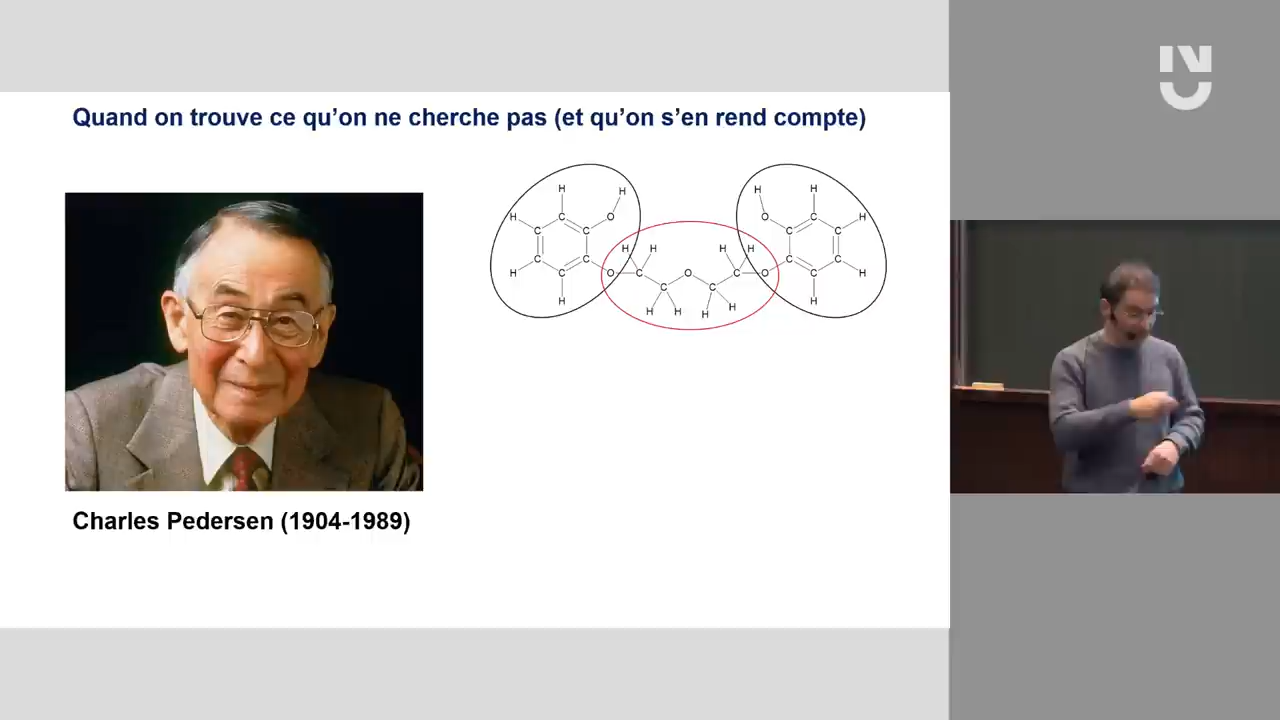 Quand on trouve ce qu’on ne cherche pas (et qu’on s’en rend compte)
H H H H
H C C O O C C H
C C H H H H C C
H C O C O C O C H
H C C H
H H H H
Charles Pedersen (1904-1989)